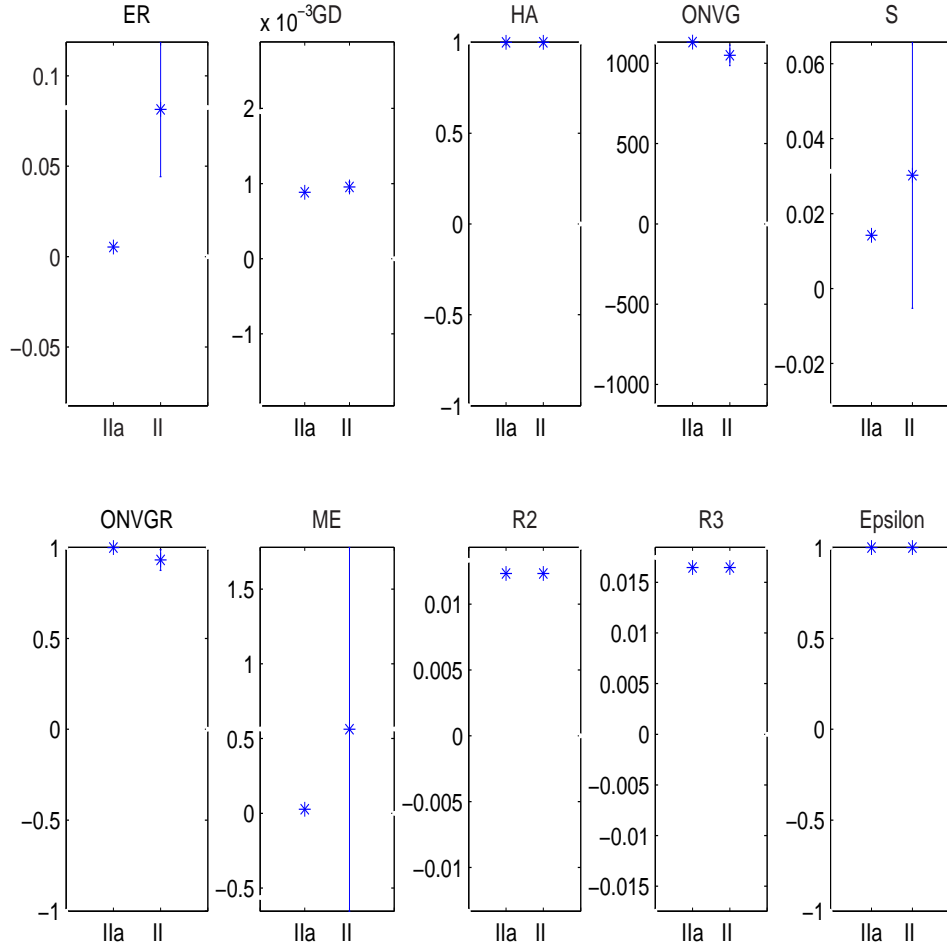 ER
0.1
0.05
0
−0.05
IIa II
x 10⁻³GD
2
1
0
−1
IIa II
HA
1
0.5
0
−0.5
−1
IIa II
ONVG
1000
500
0
−500
−1000
IIa II
S
0.06
0.04
0.02
0
−0.02
IIa II
ONVGR
1
0.5
0
−0.5
−1
IIa II
ME
1.5
1
0.5
0
−0.5
IIa II
R2
0.01
0.005
0
−0.005
−0.01
IIa II
R3
0.015
0.01
0.005
0
−0.005
−0.01
−0.015
IIa II
Epsilon
1
0.5
0
−0.5
−1
IIa II